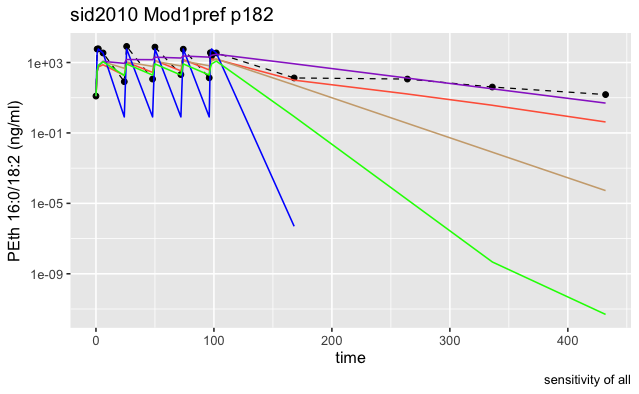 sid2010 Mod1pref p182
PEth 16:0/18:2 (ng/ml)
1e+03
1e-01
1e-05
1e-09
0
100
200
300
400
time
sensitivity of all